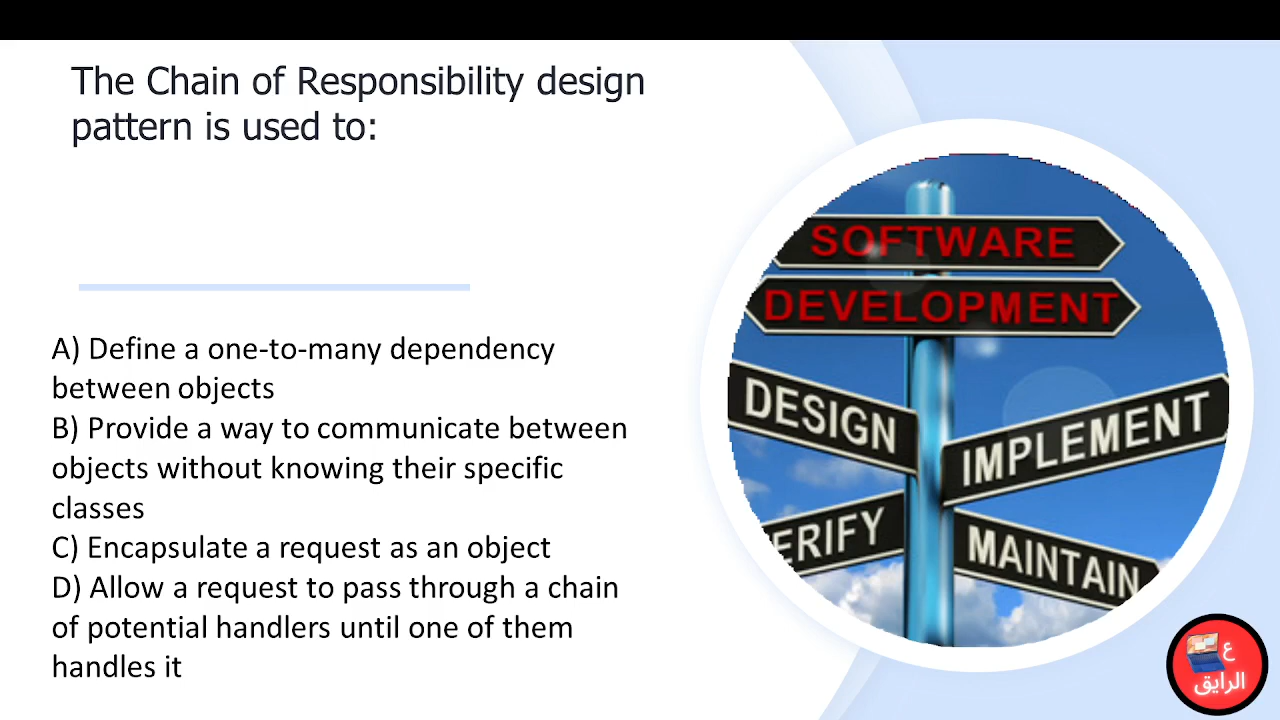 The Chain of Responsibility design
pattern is used to:
A) Define a one-to-many dependency
between objects
B) Provide a way to communicate between
objects without knowing their specific
classes
C) Encapsulate a request as an object
D) Allow a request to pass through a chain
of potential handlers until one of them
handles it
SOFTWARE
DEVELOPMENT
DESIGN
IMPLEMENT
ERIFY
MAINTAIN
ع
الرايق